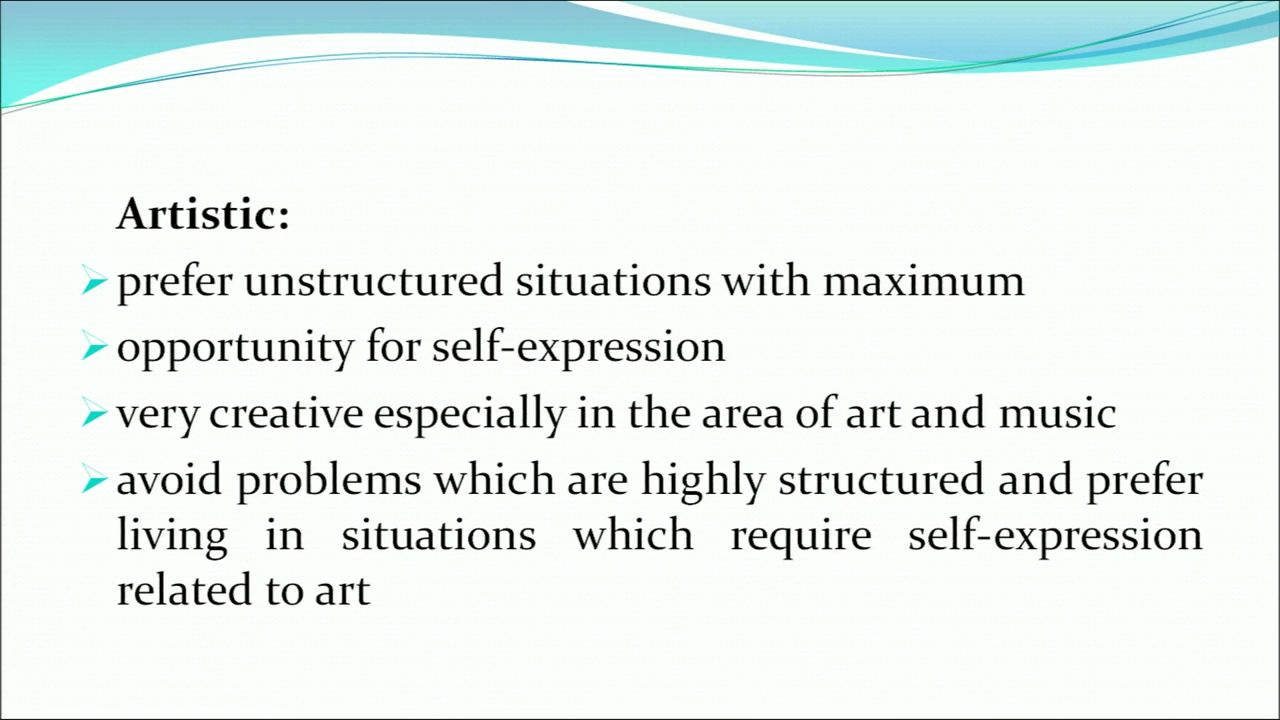 Artistic:
prefer unstructured situations with maximum
opportunity for self-expression
very creative especially in the area of art and music
avoid problems which are highly structured and prefer
living in situations which require self-expression
related to art